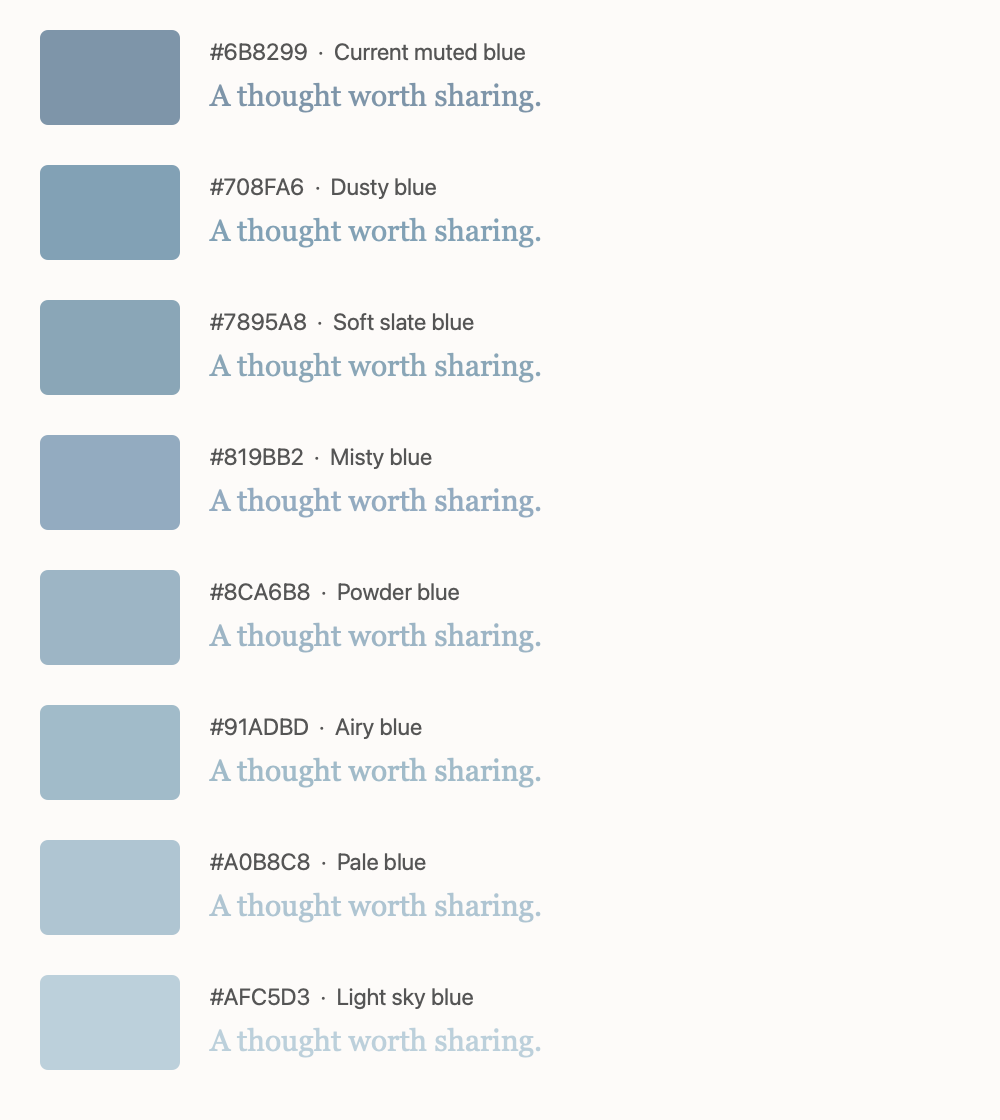 #6B8299 · Current muted blue
A thought worth sharing.
#708FA6 · Dusty blue
A thought worth sharing.
#7895A8 · Soft slate blue
A thought worth sharing.
#819BB2 · Misty blue
A thought worth sharing.
#8CA6B8 · Powder blue
A thought worth sharing.
#91ADBD · Airy blue
A thought worth sharing.
#A0B8C8 · Pale blue
A thought worth sharing.
#AFC5D3 · Light sky blue
A thought worth sharing.